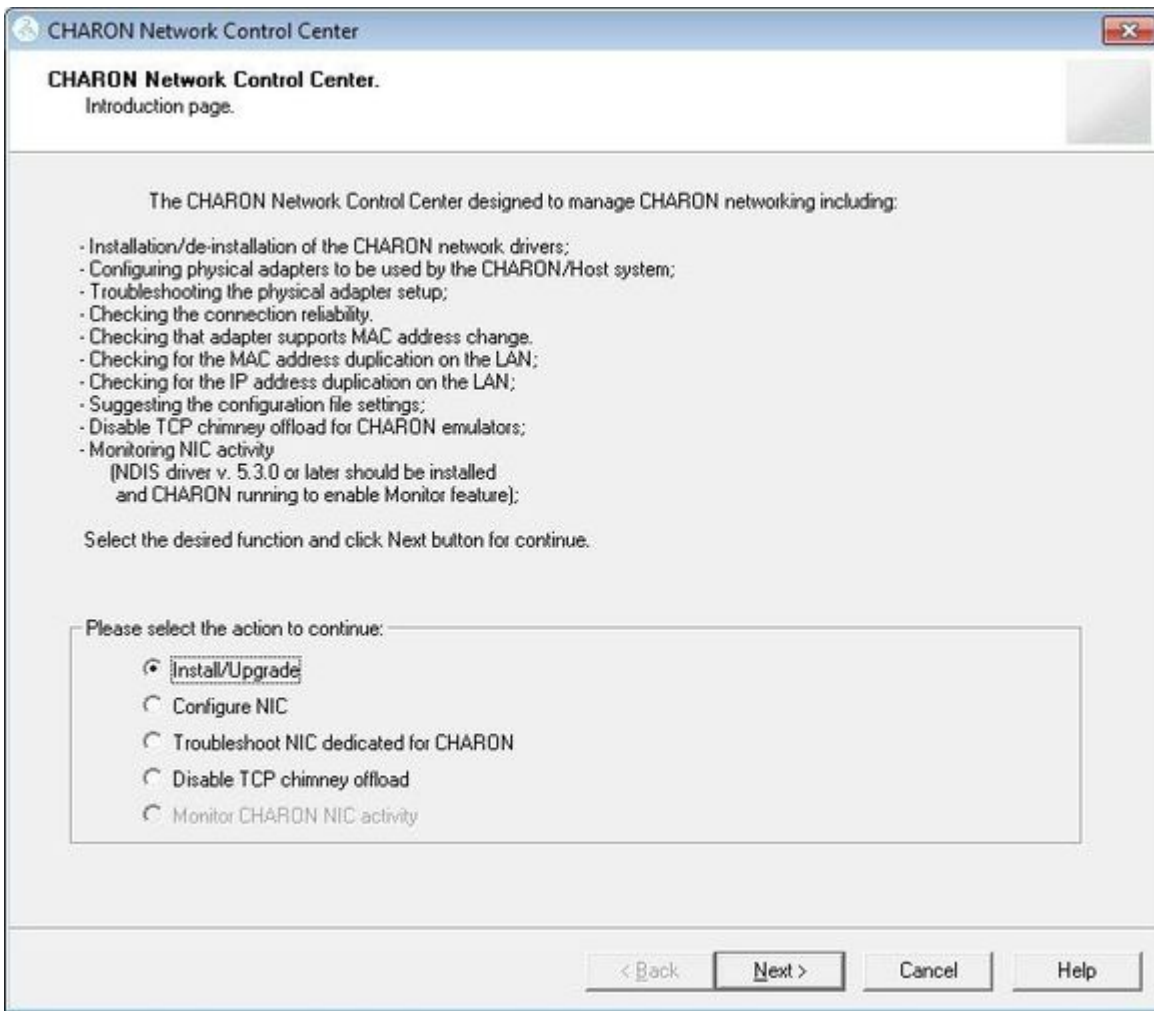 CHARON Network Control Center
CHARON Network Control Center.
Introduction page.
The CHARON Network Control Center designed to manage CHARON networking including:
- Installation/de-installation of the CHARON network drivers;
- Configuring physical adapters to be used by the CHARON/Host system;
- Troubleshooting the physical adapter setup;
- Checking the connection reliability.
- Checking that adapter supports MAC address change.
- Checking for the MAC address duplication on the LAN;
- Checking for the IP address duplication on the LAN;
- Suggesting the configuration file settings;
- Disable TCP chimney offload for CHARON emulators;
- Monitoring NIC activity
(NDIS driver v. 5.3.0 or later should be installed
and CHARON running to enable Monitor feature);
Select the desired function and click Next button for continue.
Please select the action to continue:
Install/Upgrade
Configure NIC
Troubleshoot NIC dedicated for CHARON
Disable TCP chimney offload
Monitor CHARON NIC activity
< Back
Next >
Cancel
Help